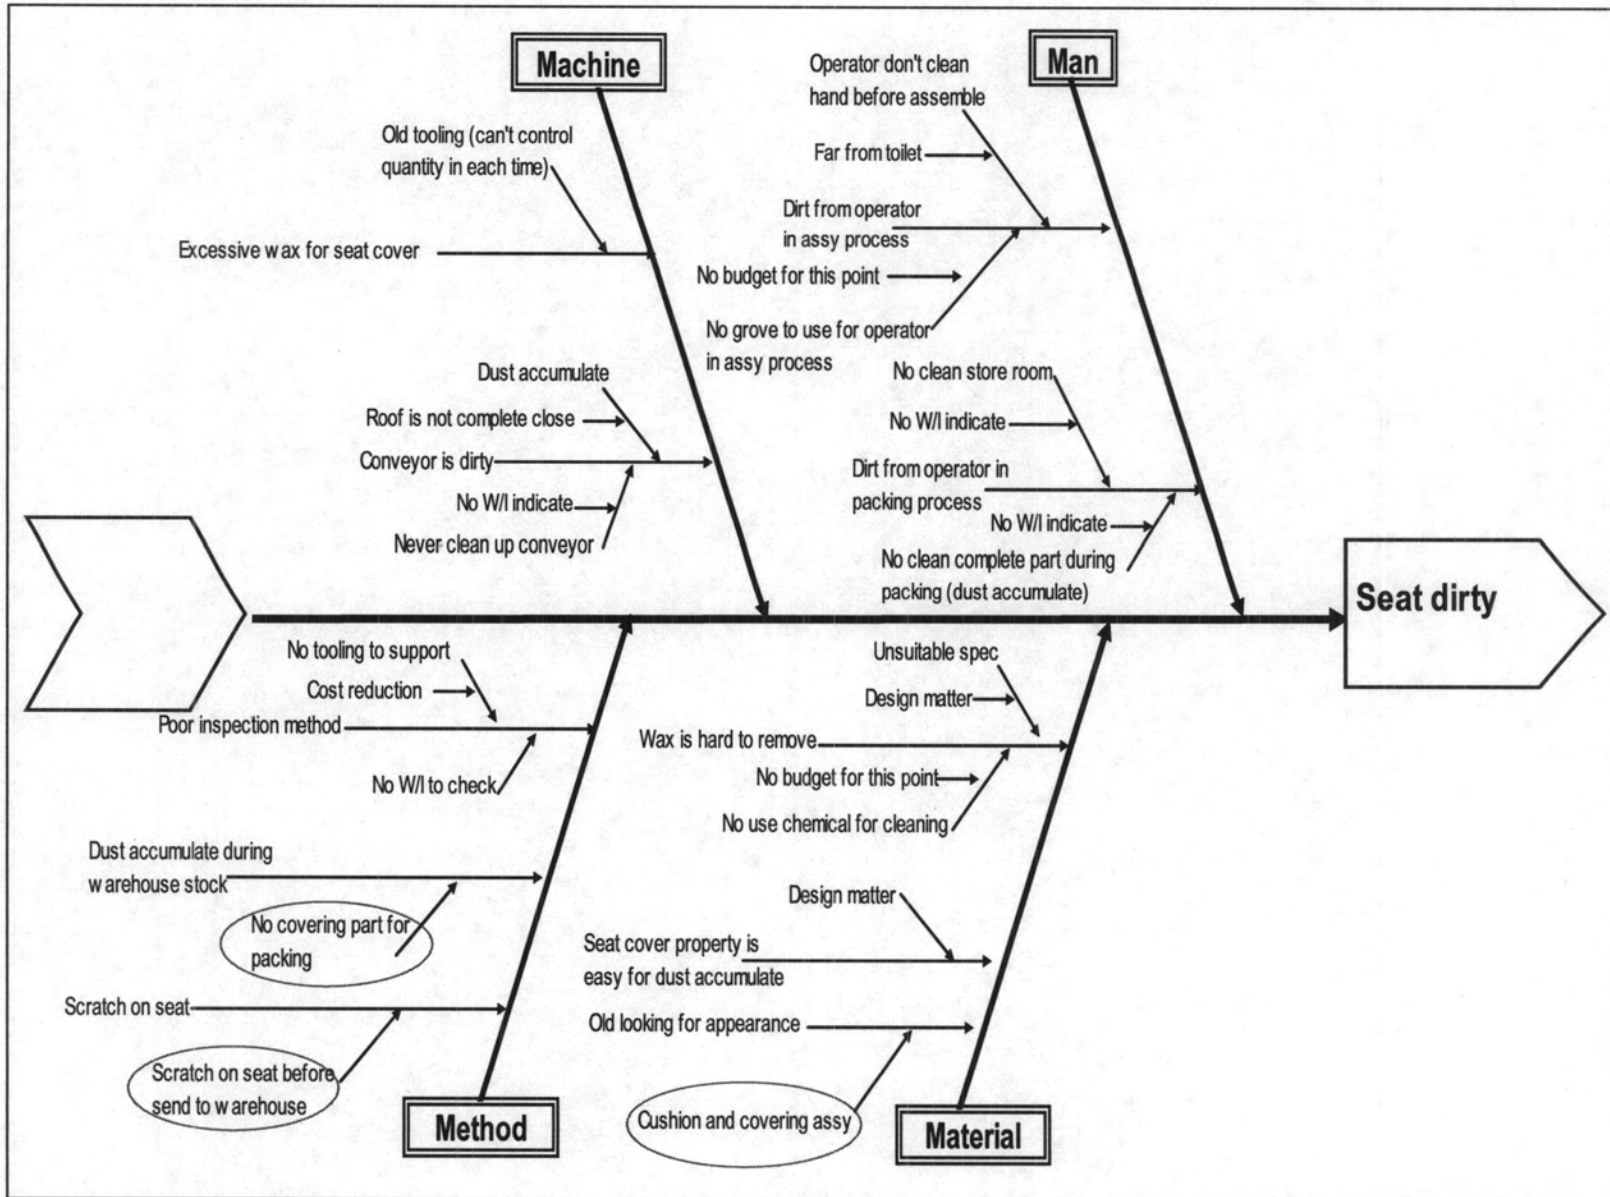 Machine
Man
Operator don't clean
hand before assemble
Old tooling (can't control
quantity in each time)
Far from toilet
Dirt from operator
in assy process
Excessive wax for seat cover
No budget for this point
No grove to use for operator
in assy process
Dust accumulate
No clean store room
Roof is not complete close
No W/I indicate
Conveyor is dirty
Dirt from operator in
packing process
No W/I indicate
No W/I indicate
Never clean up conveyor
No clean complete part during
packing (dust accumulate)
Seat dirty
No tooling to support
Unsuitable spec
Cost reduction
Design matter
Poor inspection method
Wax is hard to remove
No W/I to check
No budget for this point
No use chemical for cleaning
Dust accumulate during
warehouse stock
Design matter
No covering part for
packing
Seat cover property is
easy for dust accumulate
Scratch on seat
Old looking for appearance
Scratch on seat before
send to warehouse
Cushion and covering assy
Method
Material